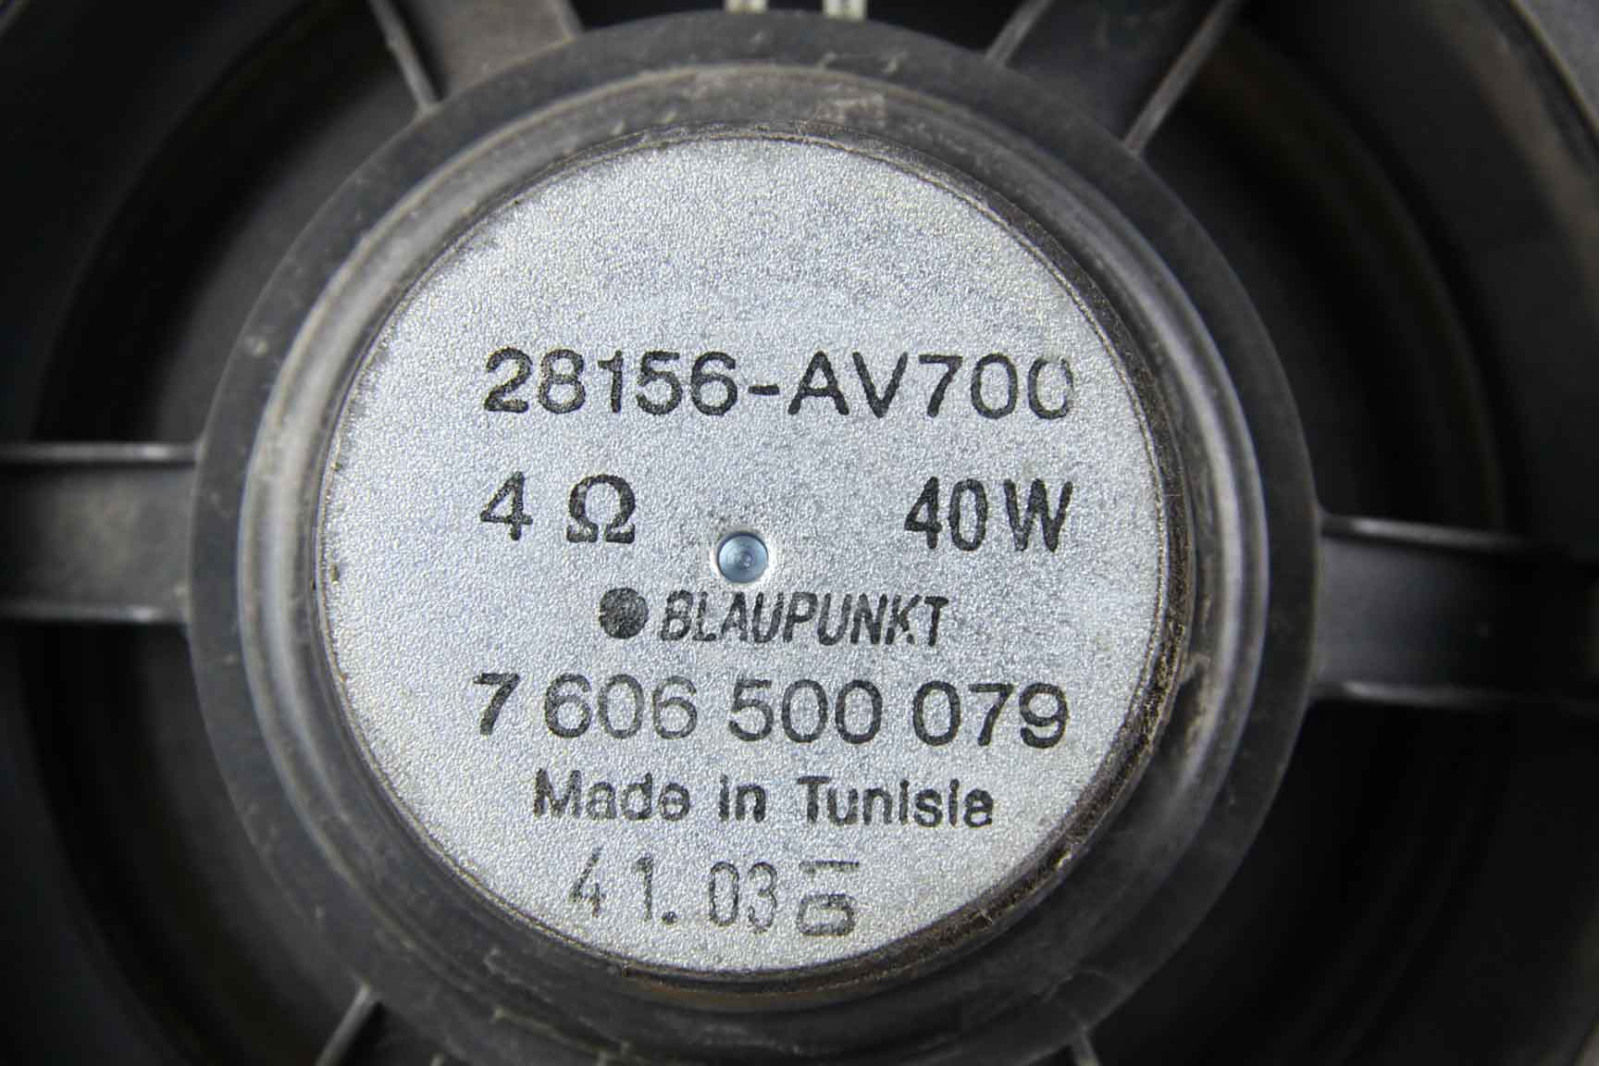 28156-AV700
4 Ω 40W
BLAUPUNKT
7 606 500 079
Made in Tunisia
41.03